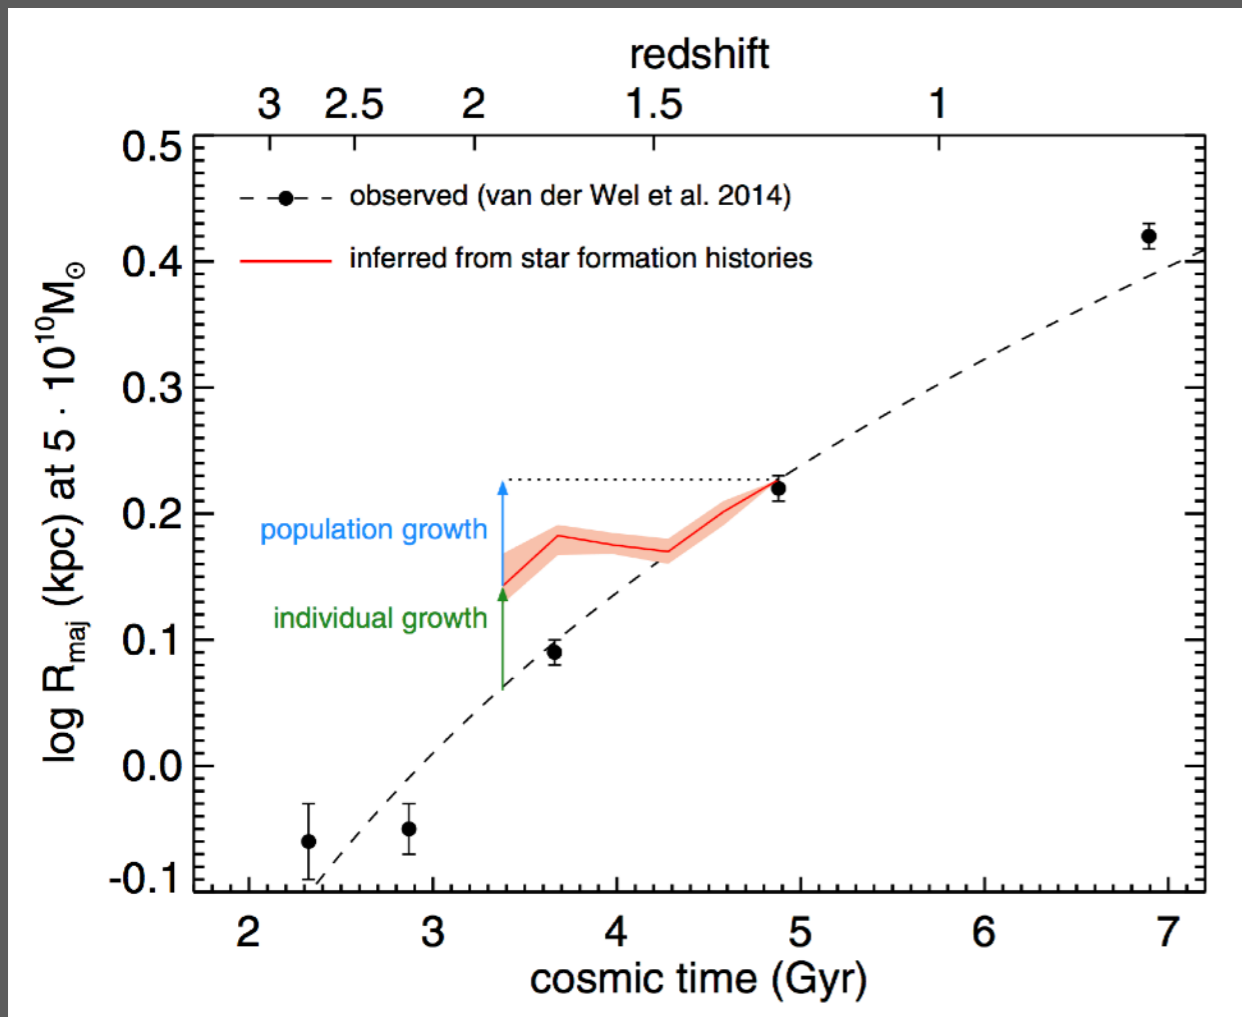 redshift
3 2.5 2 1.5 1
0.5
observed (van der Wel et al. 2014)
inferred from star formation histories
0.4
0.3
0.2
population growth
individual growth
0.1
0.0
-0.1
log R_maj (kpc) at 5 · 10^10 M_⊙
2 3 4 5 6 7
cosmic time (Gyr)